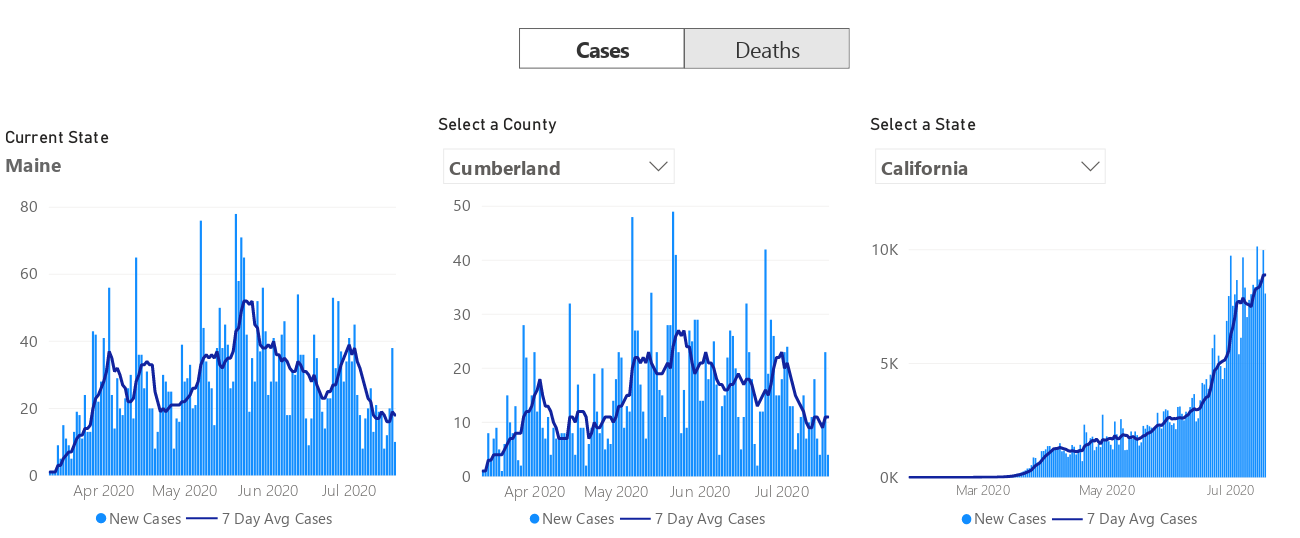 Cases Deaths
Current State
Maine
80
60
40
20
0
Apr 2020 May 2020 Jun 2020 Jul 2020
New Cases 7 Day Avg Cases
Select a County
Cumberland
50
40
30
20
10
0
Apr 2020 May 2020 Jun 2020 Jul 2020
New Cases 7 Day Avg Cases
Select a State
California
10K
5K
0K
Mar 2020 May 2020 Jul 2020
New Cases 7 Day Avg Cases